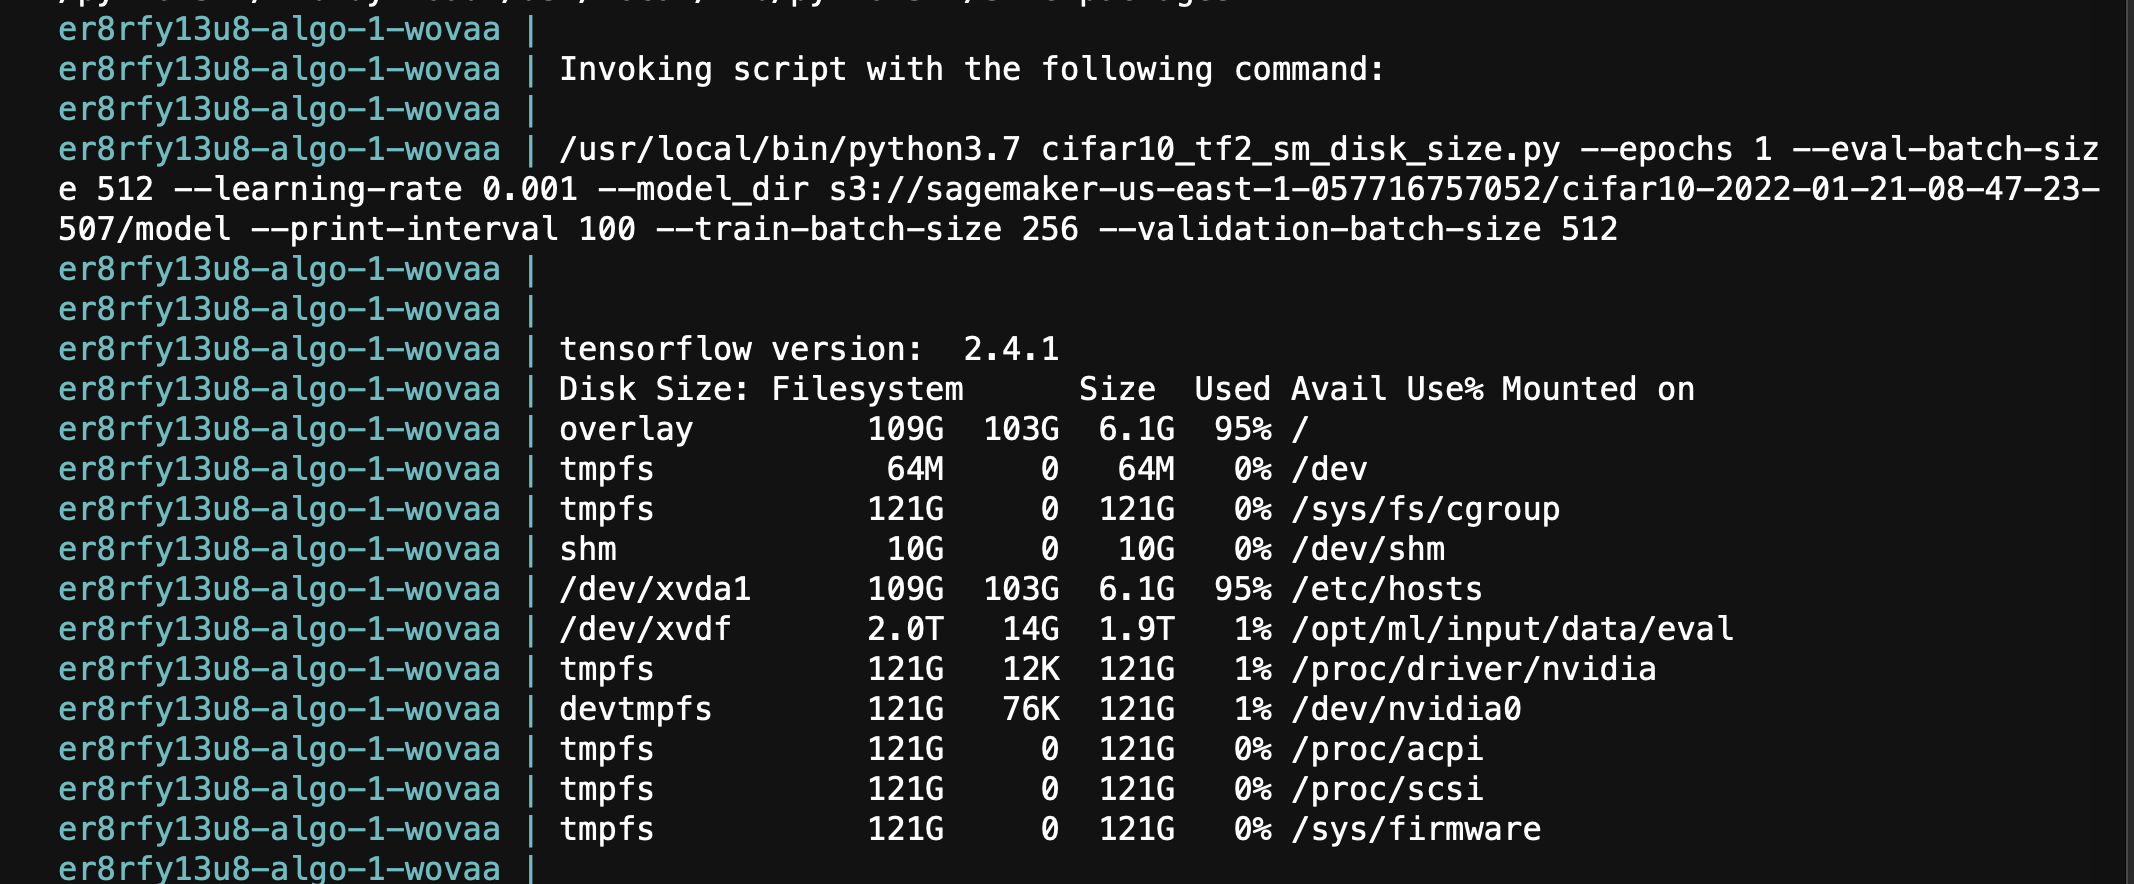 er8rfy13u8-algo-1-wovaa |
er8rfy13u8-algo-1-wovaa | Invoking script with the following command:
er8rfy13u8-algo-1-wovaa |
er8rfy13u8-algo-1-wovaa | /usr/local/bin/python3.7 cifar10_tf2_sm_disk_size.py --epochs 1 --eval-batch-siz
e 512 --learning-rate 0.001 --model_dir s3://sagemaker-us-east-1-057716757052/cifar10-2022-01-21-08-47-23-
507/model --print-interval 100 --train-batch-size 256 --validation-batch-size 512
er8rfy13u8-algo-1-wovaa |
er8rfy13u8-algo-1-wovaa |
er8rfy13u8-algo-1-wovaa | tensorflow version:  2.4.1
er8rfy13u8-algo-1-wovaa | Disk Size: Filesystem      Size  Used Avail Use% Mounted on
er8rfy13u8-algo-1-wovaa | overlay         109G  103G  6.1G  95% /
er8rfy13u8-algo-1-wovaa | tmpfs            64M     0   64M   0% /dev
er8rfy13u8-algo-1-wovaa | tmpfs           121G     0  121G   0% /sys/fs/cgroup
er8rfy13u8-algo-1-wovaa | shm              10G     0   10G   0% /dev/shm
er8rfy13u8-algo-1-wovaa | /dev/xvda1      109G  103G  6.1G  95% /etc/hosts
er8rfy13u8-algo-1-wovaa | /dev/xvdf       2.0T   14G  1.9T   1% /opt/ml/input/data/eval
er8rfy13u8-algo-1-wovaa | tmpfs           121G   12K  121G   1% /proc/driver/nvidia
er8rfy13u8-algo-1-wovaa | devtmpfs        121G   76K  121G   1% /dev/nvidia0
er8rfy13u8-algo-1-wovaa | tmpfs           121G     0  121G   0% /proc/acpi
er8rfy13u8-algo-1-wovaa | tmpfs           121G     0  121G   0% /proc/scsi
er8rfy13u8-algo-1-wovaa | tmpfs           121G     0  121G   0% /sys/firmware
er8rfy13u8-algo-1-wovaa |